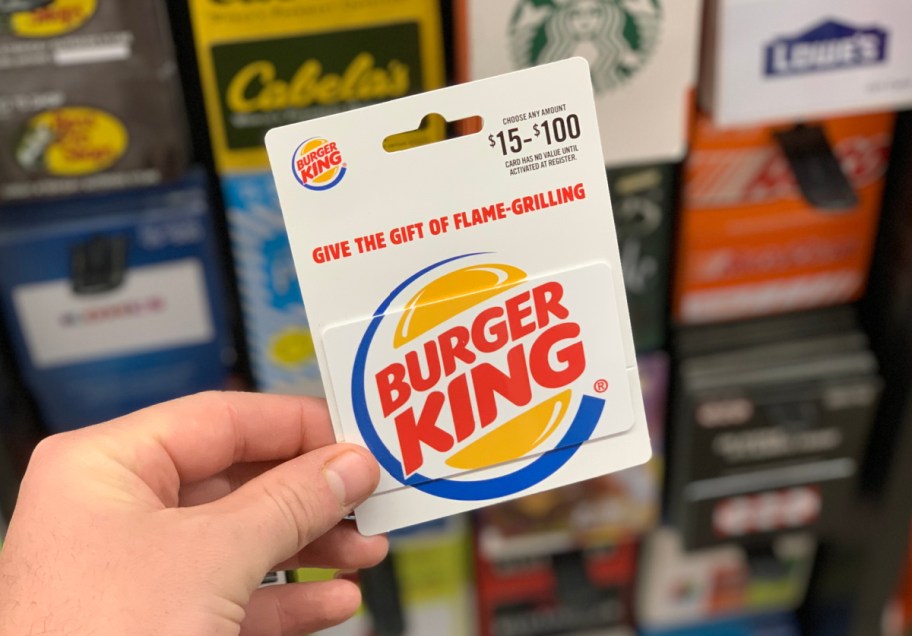 Cabela's
LOWE'S
BURGER
KING
CHOOSE ANY AMOUNT
$15-$100
CARD HAS NO VALUE UNTIL
ACTIVATED AT REGISTER.
GIVE THE GIFT OF FLAME-GRILLING
BURGER
KING®